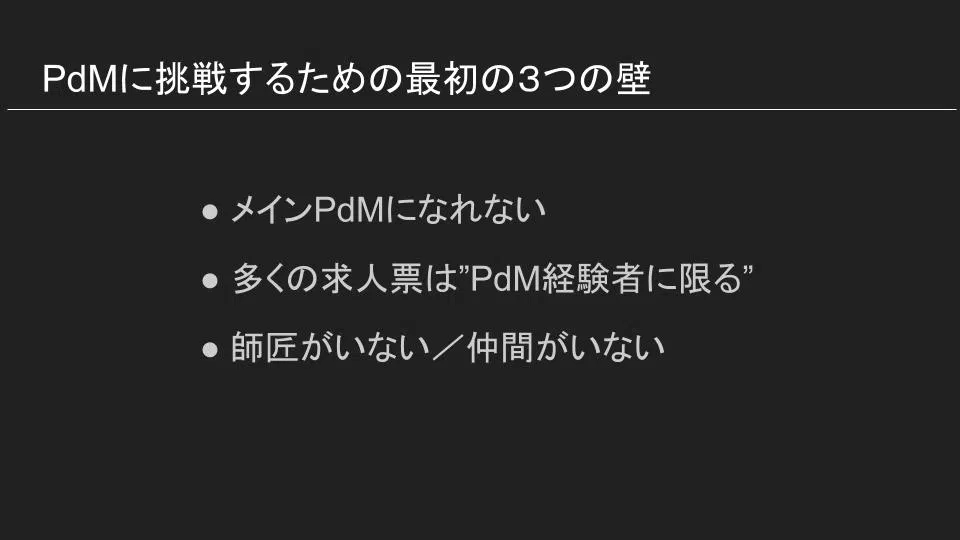 PdMに挑戦するための最初の３つの壁
● メインPdMになれない
● 多くの求人票は”PdM経験者に限る”
● 師匠がいない／仲間がいない